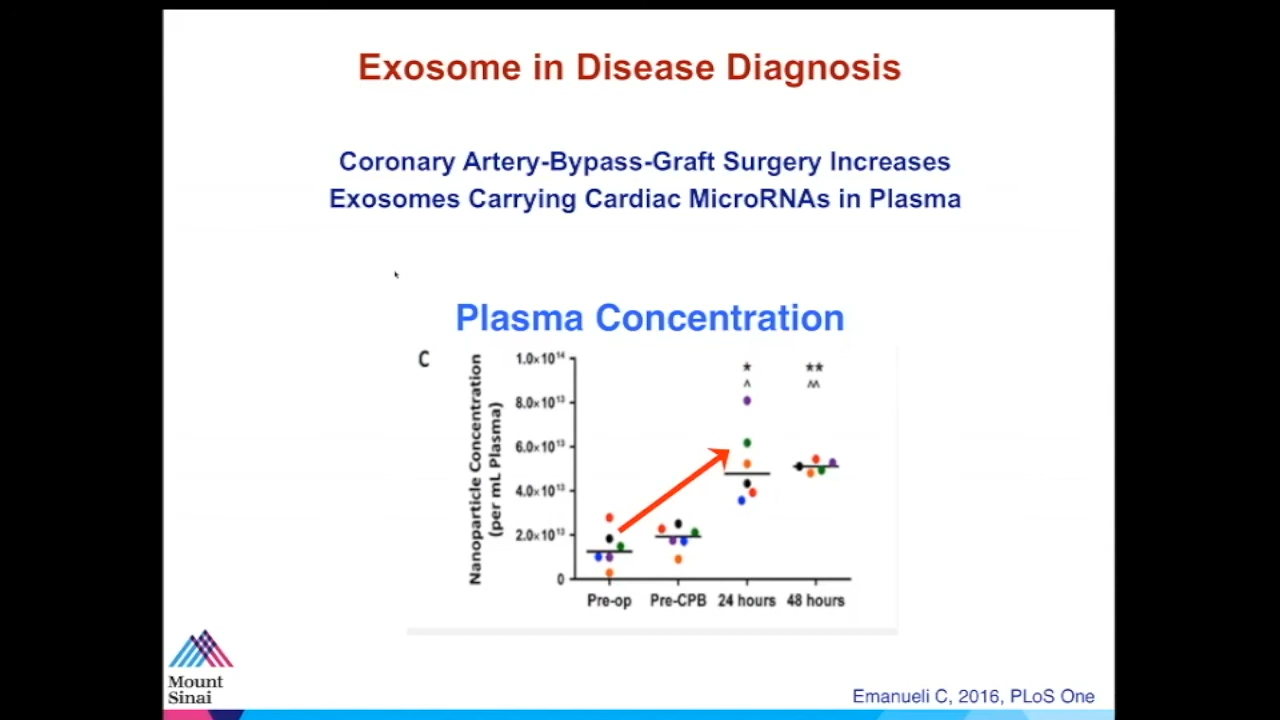 Exosome in Disease Diagnosis
Coronary Artery-Bypass-Graft Surgery Increases
Exosomes Carrying Cardiac MicroRNAs in Plasma
Plasma Concentration
C
Nanoparticle Concentration
(per mL Plasma)
1.0×10¹⁴
8.0×10¹³
6.0×10¹³
4.0×10¹³
2.0×10¹³
0
* **
^ ^^
Pre-op Pre-CPB 24 hours 48 hours
Mount
Sinai
Emanueli C, 2016, PLoS One